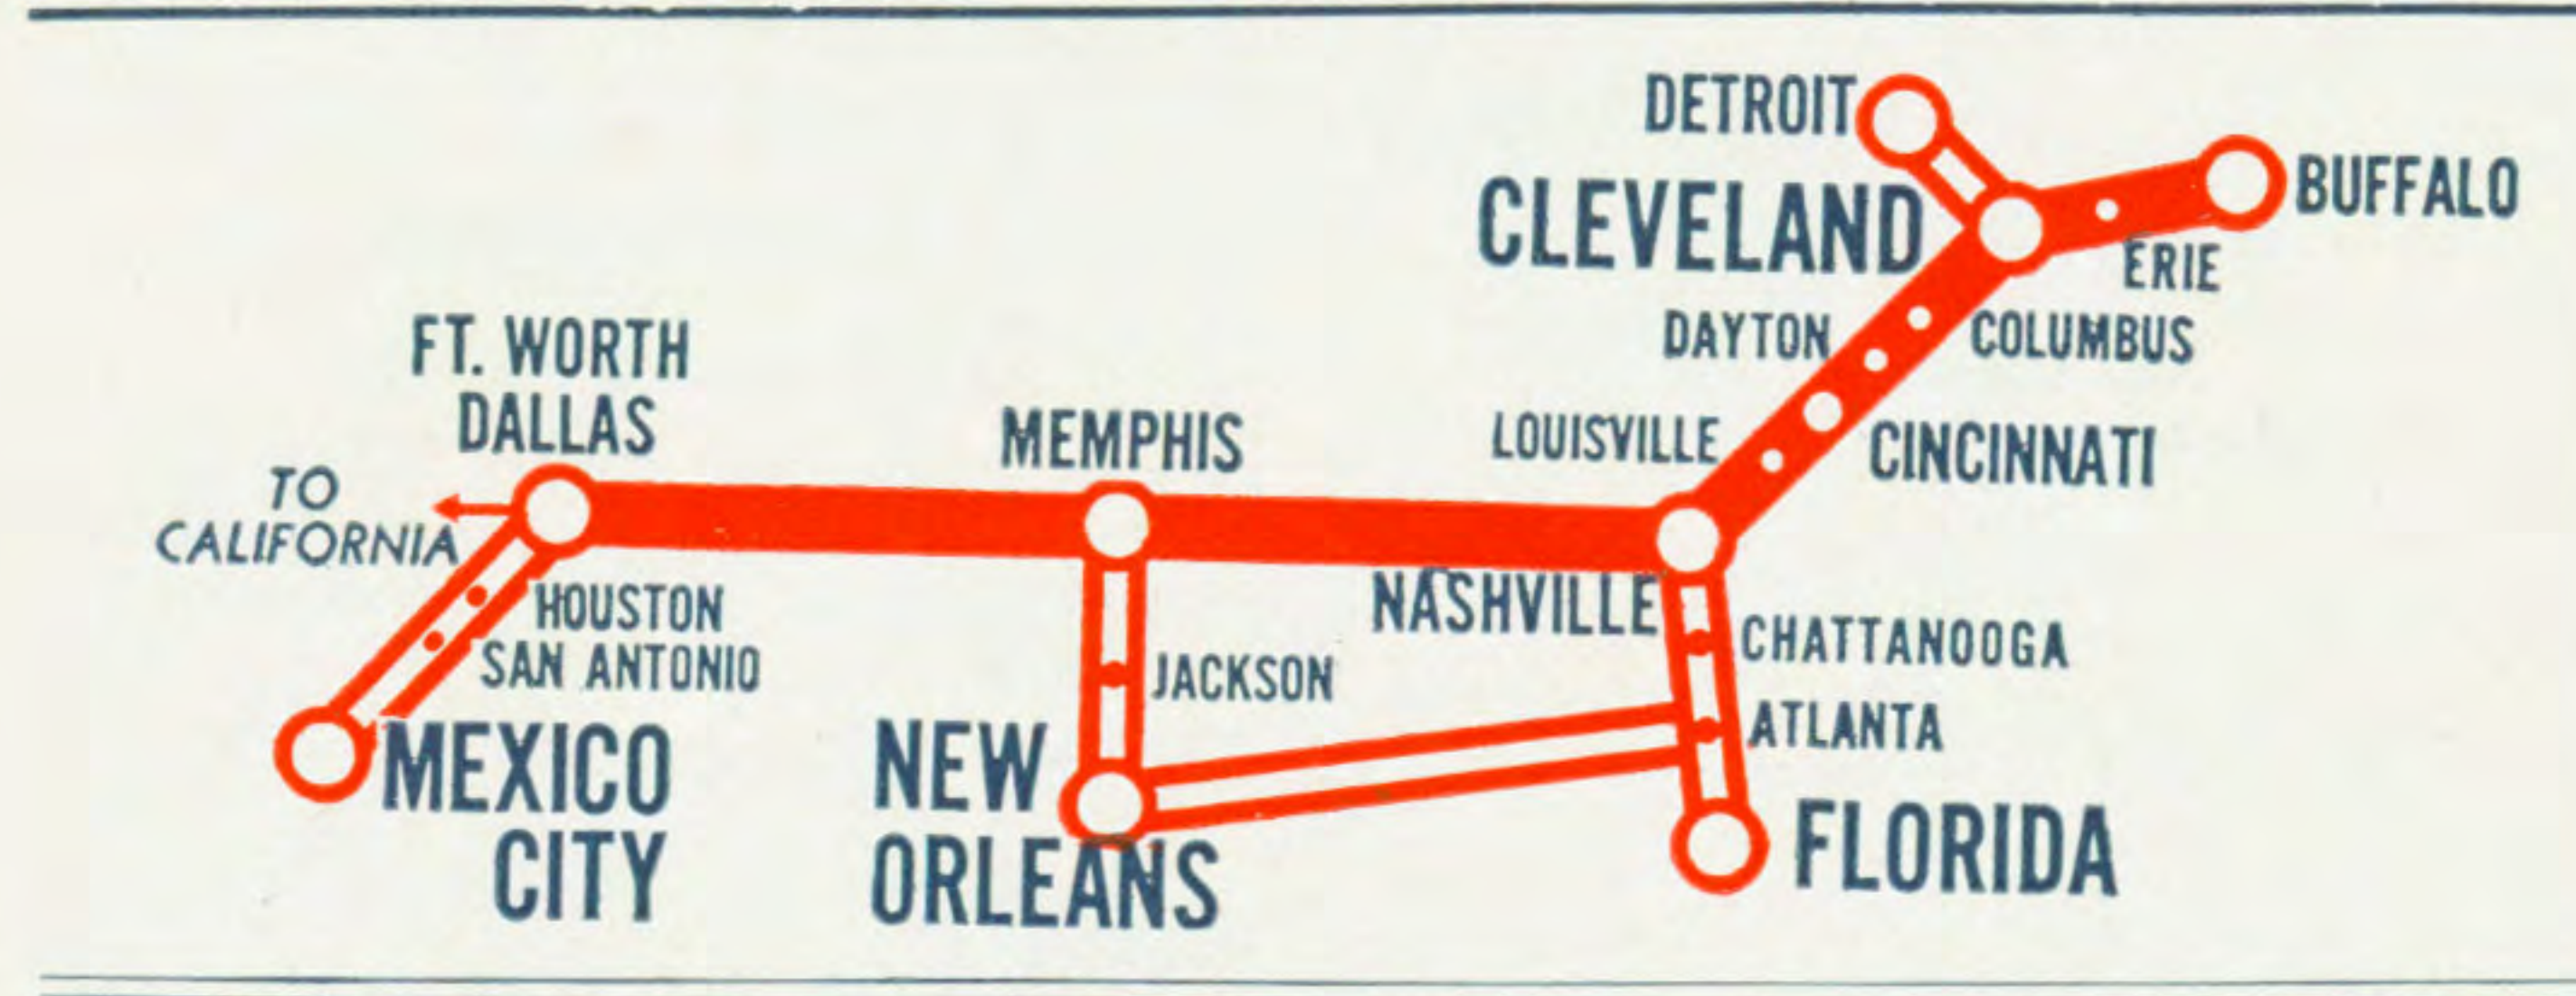 DETROIT
BUFFALO
CLEVELAND
ERIE
FT. WORTH
DALLAS
DAYTON
COLUMBUS
MEMPHIS
LOUISVILLE
CINCINNATI
TO
CALIFORNIA
NASHVILLE
HOUSTON
SAN ANTONIO
CHATTANOOGA
JACKSON
ATLANTA
MEXICO
CITY
NEW
ORLEANS
FLORIDA